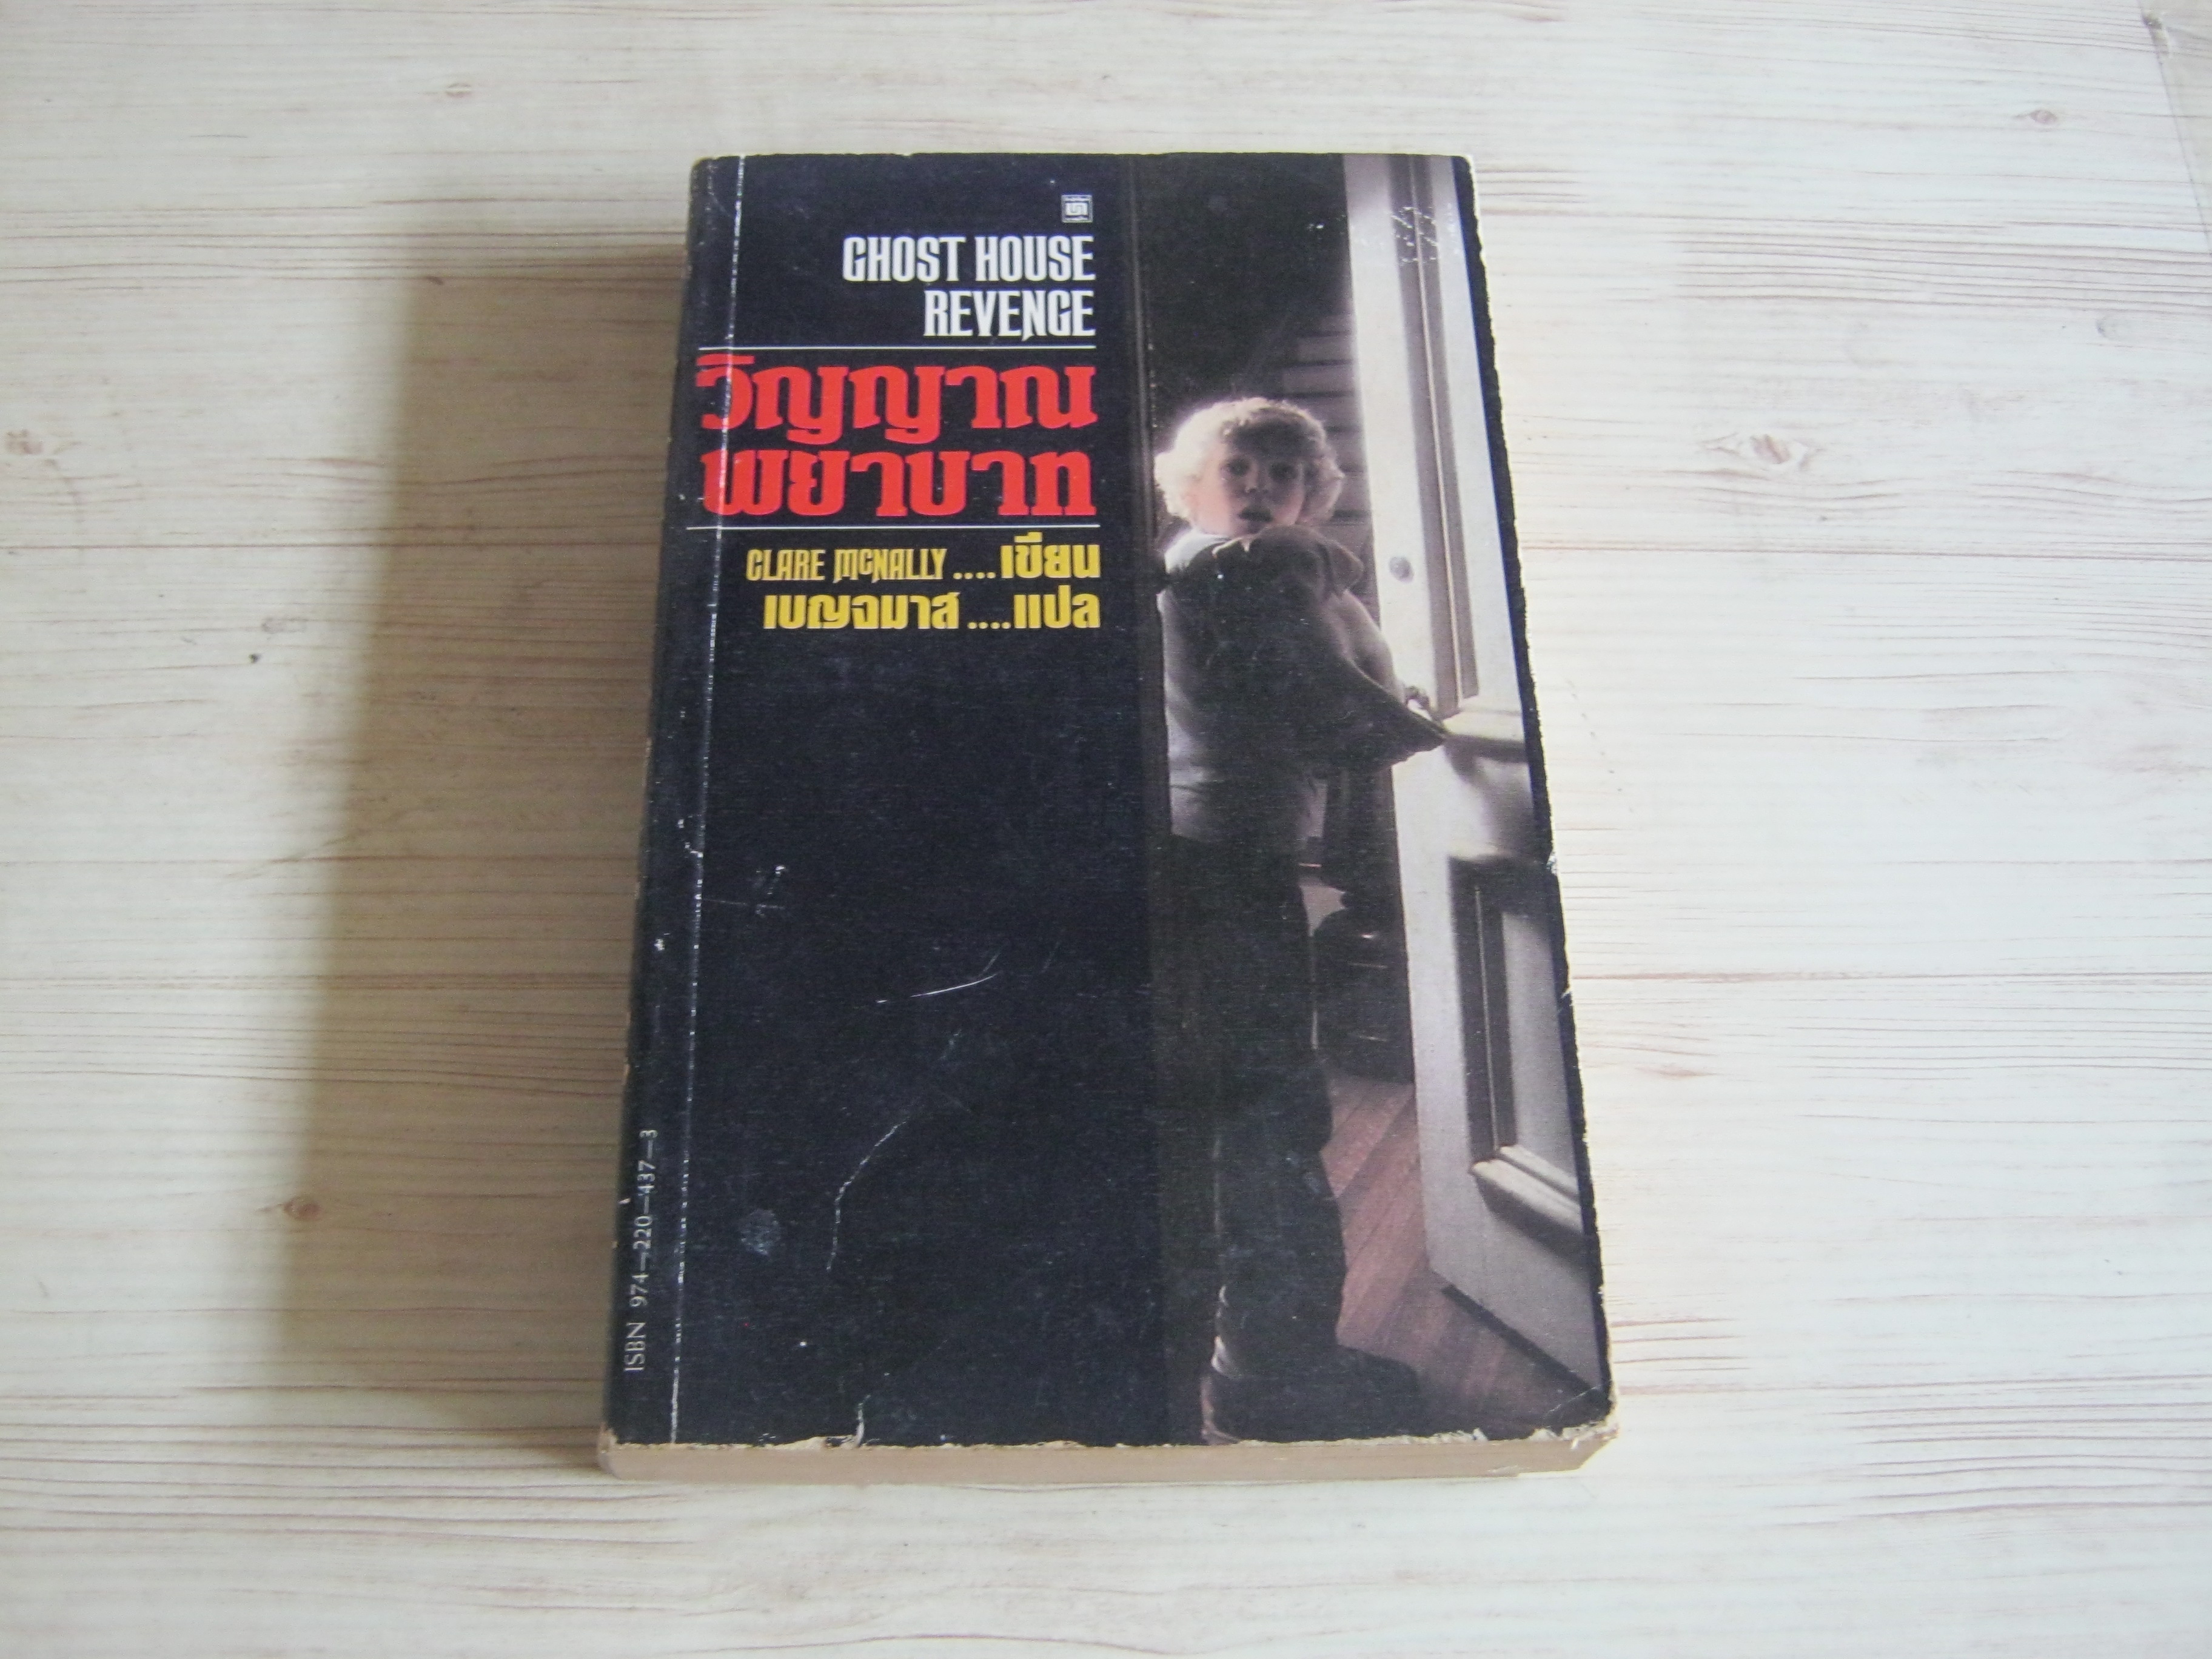 GHOST HOUSE
REVENGE
วิญญาณ
พยาบาท
CLARE McNALLY ....เขียน
เบญจมาส ....แปล
ISBN 974-220-437-3